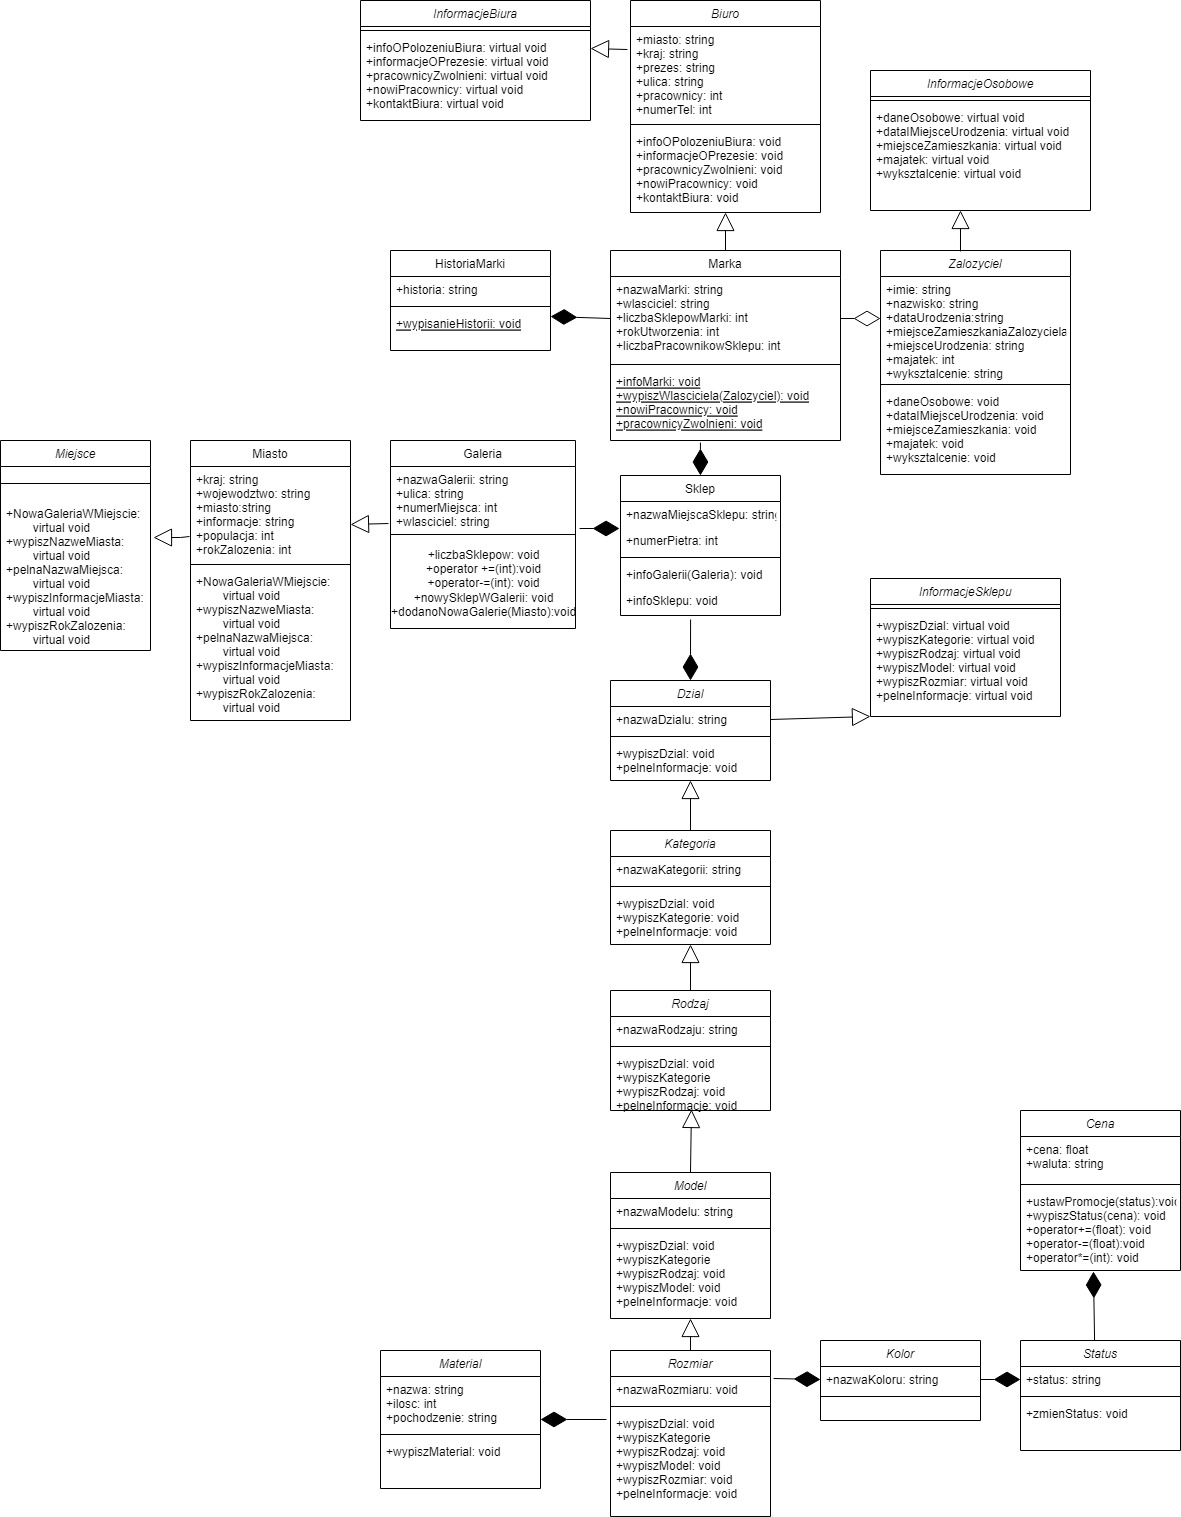 InformacjeBiura
+infoOPolozeniuBiura: virtual void
+informacjeOPrezesie: virtual void
+pracownicyZwolnieni: virtual void
+nowiPracownicy: virtual void
+kontaktBiura: virtual void
Biuro
+miasto: string
+kraj: string
+prezes: string
+ulica: string
+pracownicy: int
+numerTel: int
+infoOPolozeniuBiura: void
+informacjeOPrezesie: void
+pracownicyZwolnieni: void
+nowiPracownicy: void
+kontaktBiura: void
InformacjeOsobowe
+daneOsobowe: virtual void
+dataIMiejsceUrodzenia: virtual void
+miejsceZamieszkania: virtual void
+majatek: virtual void
+wyksztalcenie: virtual void
HistoriaMarki
+historia: string
+wypisanieHistorii: void
Marka
+nazwaMarki: string
+wlasciciel: string
+liczbaSklepowMarki: int
+rokUtworzenia: int
+liczbaPracownikowSklepu: int
+infoMarki: void
+wypiszWlasciciela(Zalozyciel): void
+nowiPracownicy: void
+pracownicyZwolnieni: void
Zalozyciel
+imie: string
+nazwisko: string
+dataUrodzenia:string
+miejsceZamieszkaniaZalozyciela
+miejsceUrodzenia: string
+majatek: int
+wyksztalcenie: string
+daneOsobowe: void
+dataIMiejsceUrodzenia: void
+miejsceZamieszkania: void
+majatek: void
+wyksztalcenie: void
Miejsce
+NowaGaleriaWMiejscie:
virtual void
+wypiszNazweMiasta:
virtual void
+pelnaNazwaMiejsca:
virtual void
+wypiszInformacjeMiasta:
virtual void
+wypiszRokZalozenia:
virtual void
Miasto
+kraj: string
+wojewodztwo: string
+miasto:string
+informacje: string
+populacja: int
+rokZalozenia: int
+NowaGaleriaWMiejscie:
virtual void
+wypiszNazweMiasta:
virtual void
+pelnaNazwaMiejsca:
virtual void
+wypiszInformacjeMiasta:
virtual void
+wypiszRokZalozenia:
virtual void
Galeria
+nazwaGalerii: string
+ulica: string
+numerMiejsca: int
+wlasciciel: string
+liczbaSklepow: void
+operator +=(int):void
+operator-=(int): void
+nowySklepWGalerii: void
+dodanoNowaGalerie(Miasto):void
Sklep
+nazwaMiejscaSklepu: string
+numerPietra: int
+infoGalerii(Galeria): void
+infoSklepu: void
InformacjeSklepu
+wypiszDzial: virtual void
+wypiszKategorie: virtual void
+wypiszRodzaj: virtual void
+wypiszModel: virtual void
+wypiszRozmiar: virtual void
+pelneInformacje: virtual void
Dzial
+nazwaDzialu: string
+wypiszDzial: void
+pelneInformacje: void
Kategoria
+nazwaKategorii: string
+wypiszDzial: void
+wypiszKategorie: void
+pelneInformacje: void
Rodzaj
+nazwaRodzaju: string
+wypiszDzial: void
+wypiszKategorie
+wypiszRodzaj: void
+pelneInformacje: void
Model
+nazwaModelu: string
+wypiszDzial: void
+wypiszKategorie
+wypiszRodzaj: void
+wypiszModel: void
+pelneInformacje: void
Cena
+cena: float
+waluta: string
+ustawPromocje(status):void
+wypiszStatus(cena): void
+operator+=(float): void
+operator-=(float):void
+operator*=(int): void
Material
+nazwa: string
+ilosc: int
+pochodzenie: string
+wypiszMaterial: void
Rozmiar
+nazwaRozmiaru: void
+wypiszDzial: void
+wypiszKategorie
+wypiszRodzaj: void
+wypiszModel: void
+wypiszRozmiar: void
+pelneInformacje: void
Kolor
+nazwaKoloru: string
Status
+status: string
+zmienStatus: void